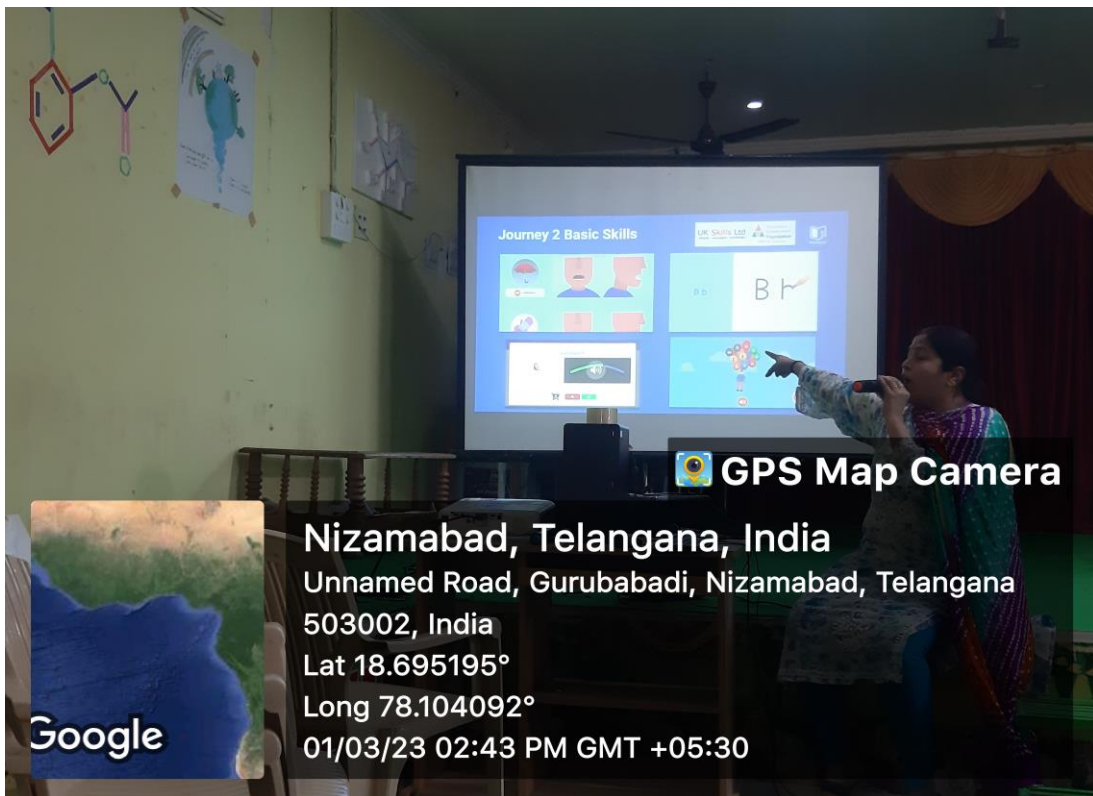 Journey 2 Basic Skills
UK Skills Ltd
B b
B
GPS Map Camera
Nizamabad, Telangana, India
Unnamed Road, Gurubabadi, Nizamabad, Telangana
503002, India
Lat 18.695195°
Long 78.104092°
01/03/23 02:43 PM GMT +05:30
Google